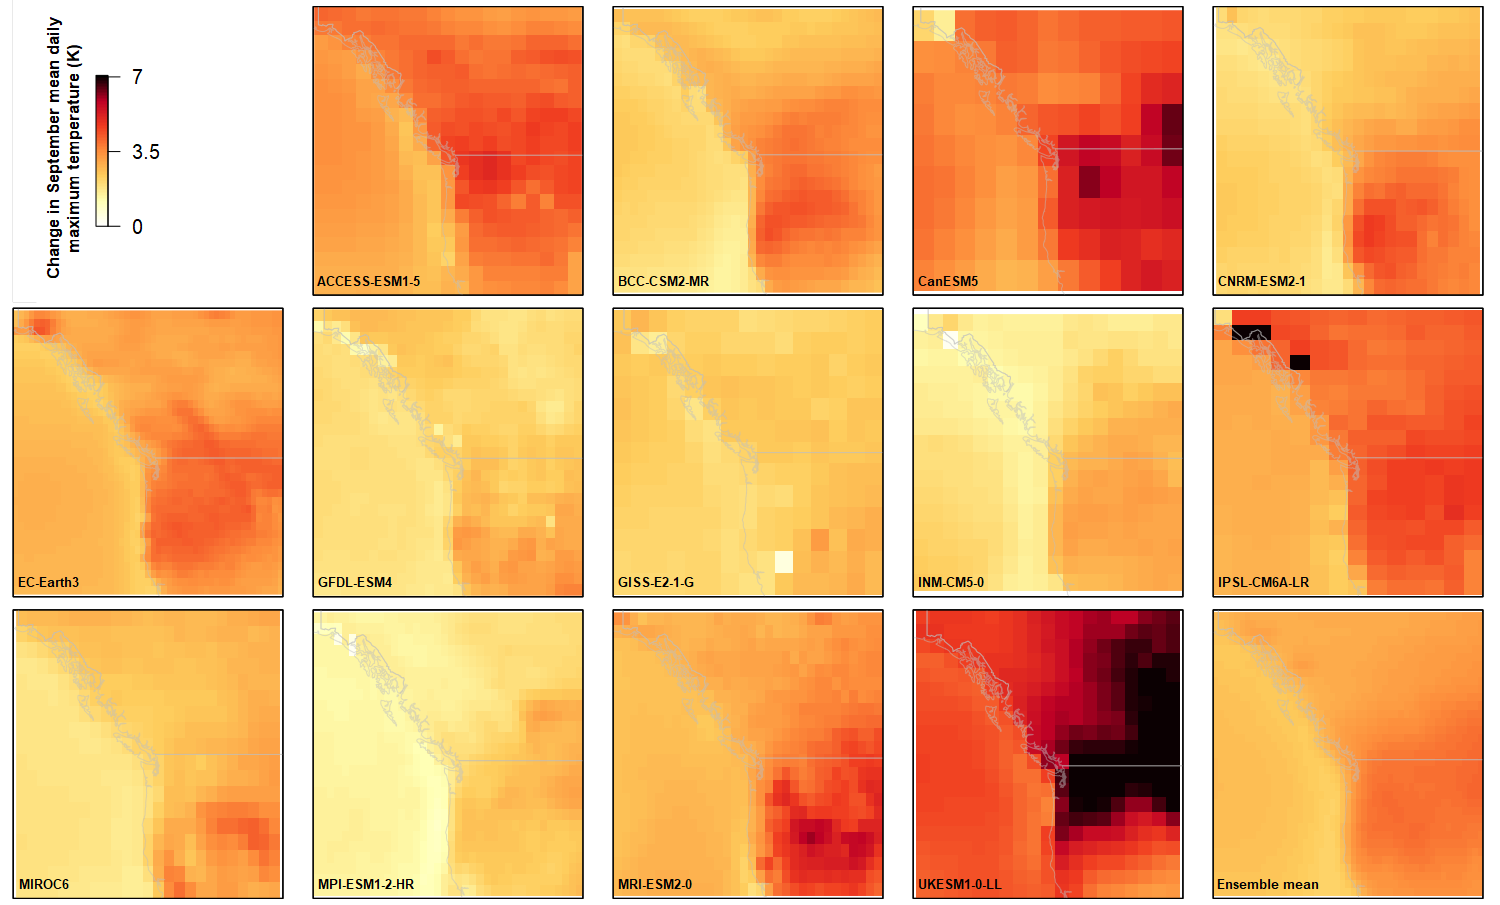 Change in September mean daily
maximum temperature (K)
7
3.5
0
ACCESS-ESM1-5
BCC-CSM2-MR
CanESM5
CNRM-ESM2-1
EC-Earth3
GFDL-ESM4
GISS-E2-1-G
INM-CM5-0
IPSL-CM6A-LR
MIROC6
MPI-ESM1-2-HR
MRI-ESM2-0
UKESM1-0-LL
Ensemble mean